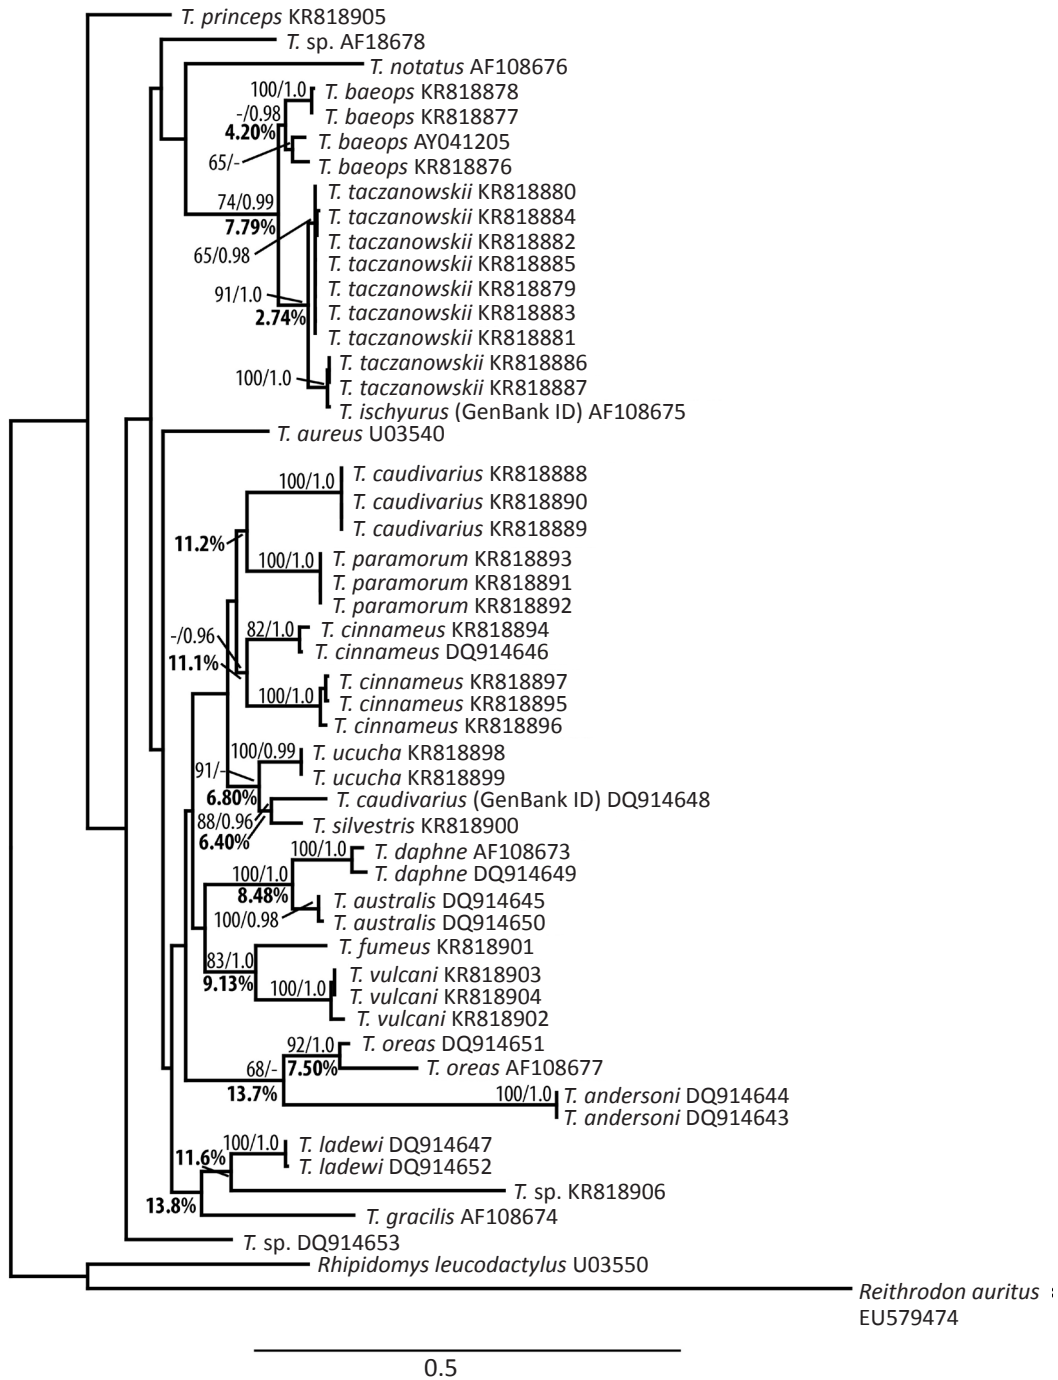 T. princeps KR818905
T. sp. AF18678
T. notatus AF108676
100/1.0
T. baeops KR818878
-/0.98
T. baeops KR818877
4.20%
T. baeops AY041205
65/-
T. baeops KR818876
T. taczanowskii KR818880
74/0.99
T. taczanowskii KR818884
7.79%
T. taczanowskii KR818882
65/0.98
T. taczanowskii KR818885
T. taczanowskii KR818879
91/1.0
T. taczanowskii KR818883
2.74%
T. taczanowskii KR818881
T. taczanowskii KR818886
100/1.0
T. taczanowskii KR818887
T. ischyurus (GenBank ID) AF108675
T. aureus U03540
T. caudivarius KR818888
100/1.0
T. caudivarius KR818890
T. caudivarius KR818889
11.2%
T. paramorum KR818893
100/1.0
T. paramorum KR818891
T. paramorum KR818892
T. cinnameus KR818894
82/1.0
-/0.96
T. cinnameus DQ914646
11.1%
T. cinnameus KR818897
100/1.0
T. cinnameus KR818895
T. cinnameus KR818896
100/0.99
T. ucucha KR818898
91/-
T. ucucha KR818899
6.80%
T. caudivarius (GenBank ID) DQ914648
88/0.96
T. silvestris KR818900
6.40%
100/1.0
T. daphne AF108673
100/1.0
T. daphne DQ914649
8.48%
T. australis DQ914645
100/0.98
T. australis DQ914650
T. fumeus KR818901
83/1.0
9.13%
T. vulcani KR818903
100/1.0
T. vulcani KR818904
T. vulcani KR818902
92/1.0
T. oreas DQ914651
68/-
7.50%
T. oreas AF108677
13.7%
100/1.0
T. andersoni DQ914644
T. andersoni DQ914643
100/1.0
T. ladewi DQ914647
11.6%
T. ladewi DQ914652
T. sp. KR818906
13.8%
T. gracilis AF108674
T. sp. DQ914653
Rhipidomys leucodactylus U03550
Reithrodon auritus
EU579474
0.5